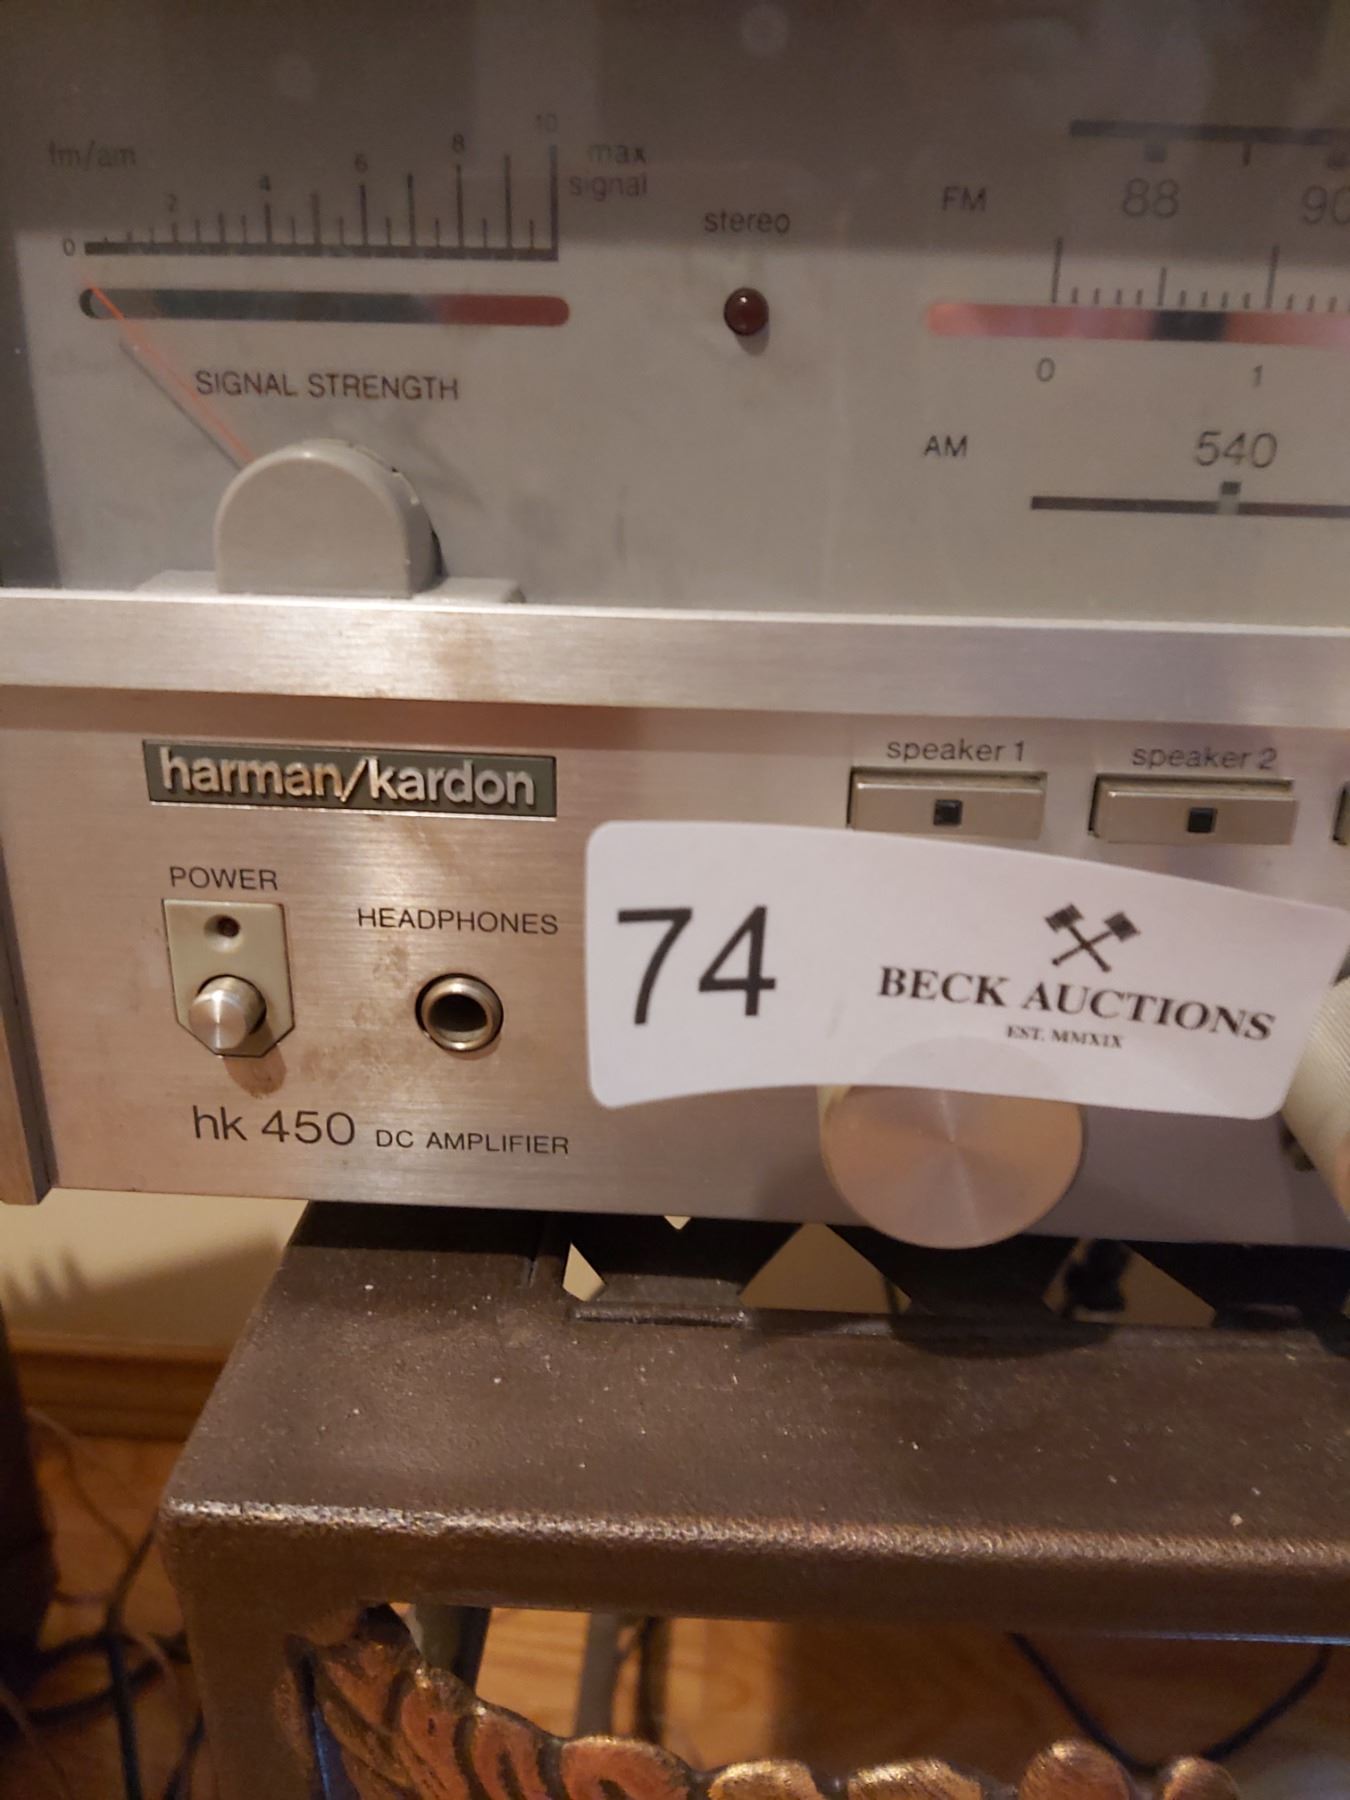 fm/am
0 2 4 6 8 10
max
signal
SIGNAL STRENGTH
stereo
FM
88 90
0 1
AM
540
harman/kardon
speaker 1
speaker 2
POWER
HEADPHONES
hk 450 DC AMPLIFIER
74
BECK AUCTIONS
EST. MMXIX